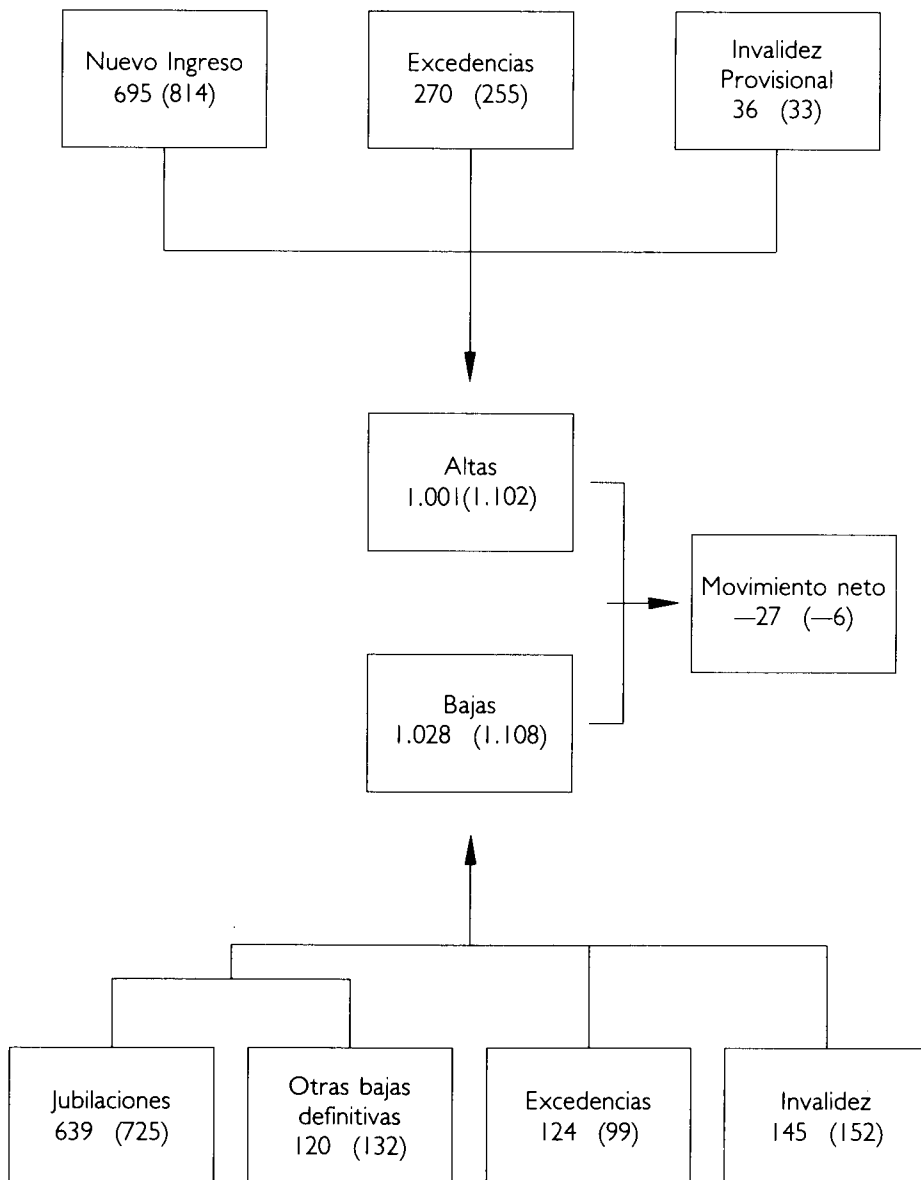 Nuevo Ingreso
695 (814)
Excedencias
270 (255)
Invalidez
Provisional
36 (33)
Altas
1.001(1.102)
Movimiento neto
—27 (—6)
Bajas
1.028 (1.108)
Jubilaciones
639 (725)
Otras bajas
definitivas
120 (132)
Excedencias
124 (99)
Invalidez
145 (152)